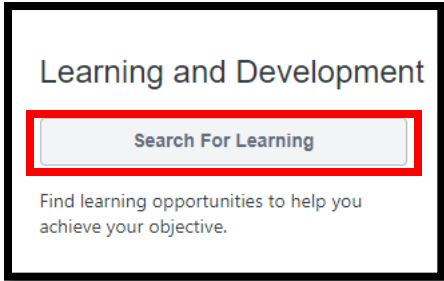 Learning and Development
Search For Learning
Find learning opportunities to help you
achieve your objective.